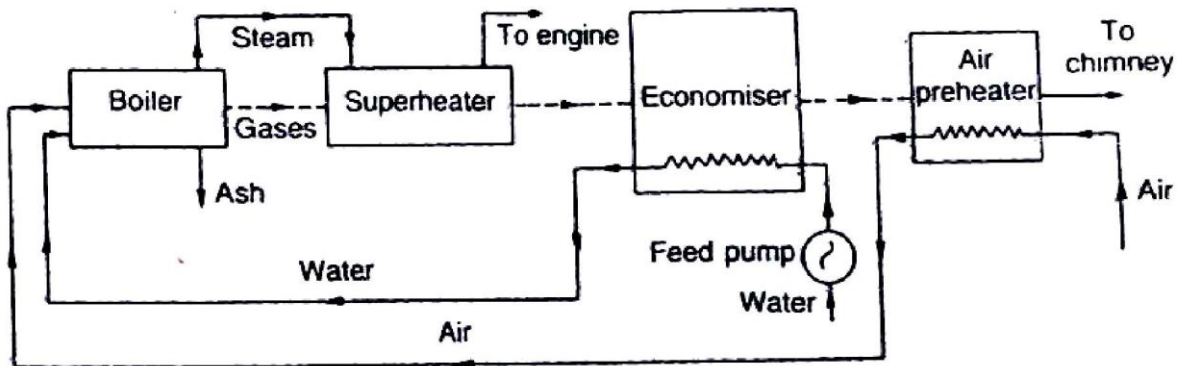 Steam
To engine
To
chimney
Boiler
Superheater
Economiser
Air
preheater
Gases
Ash
Air
Feed pump
Water
Water
Air